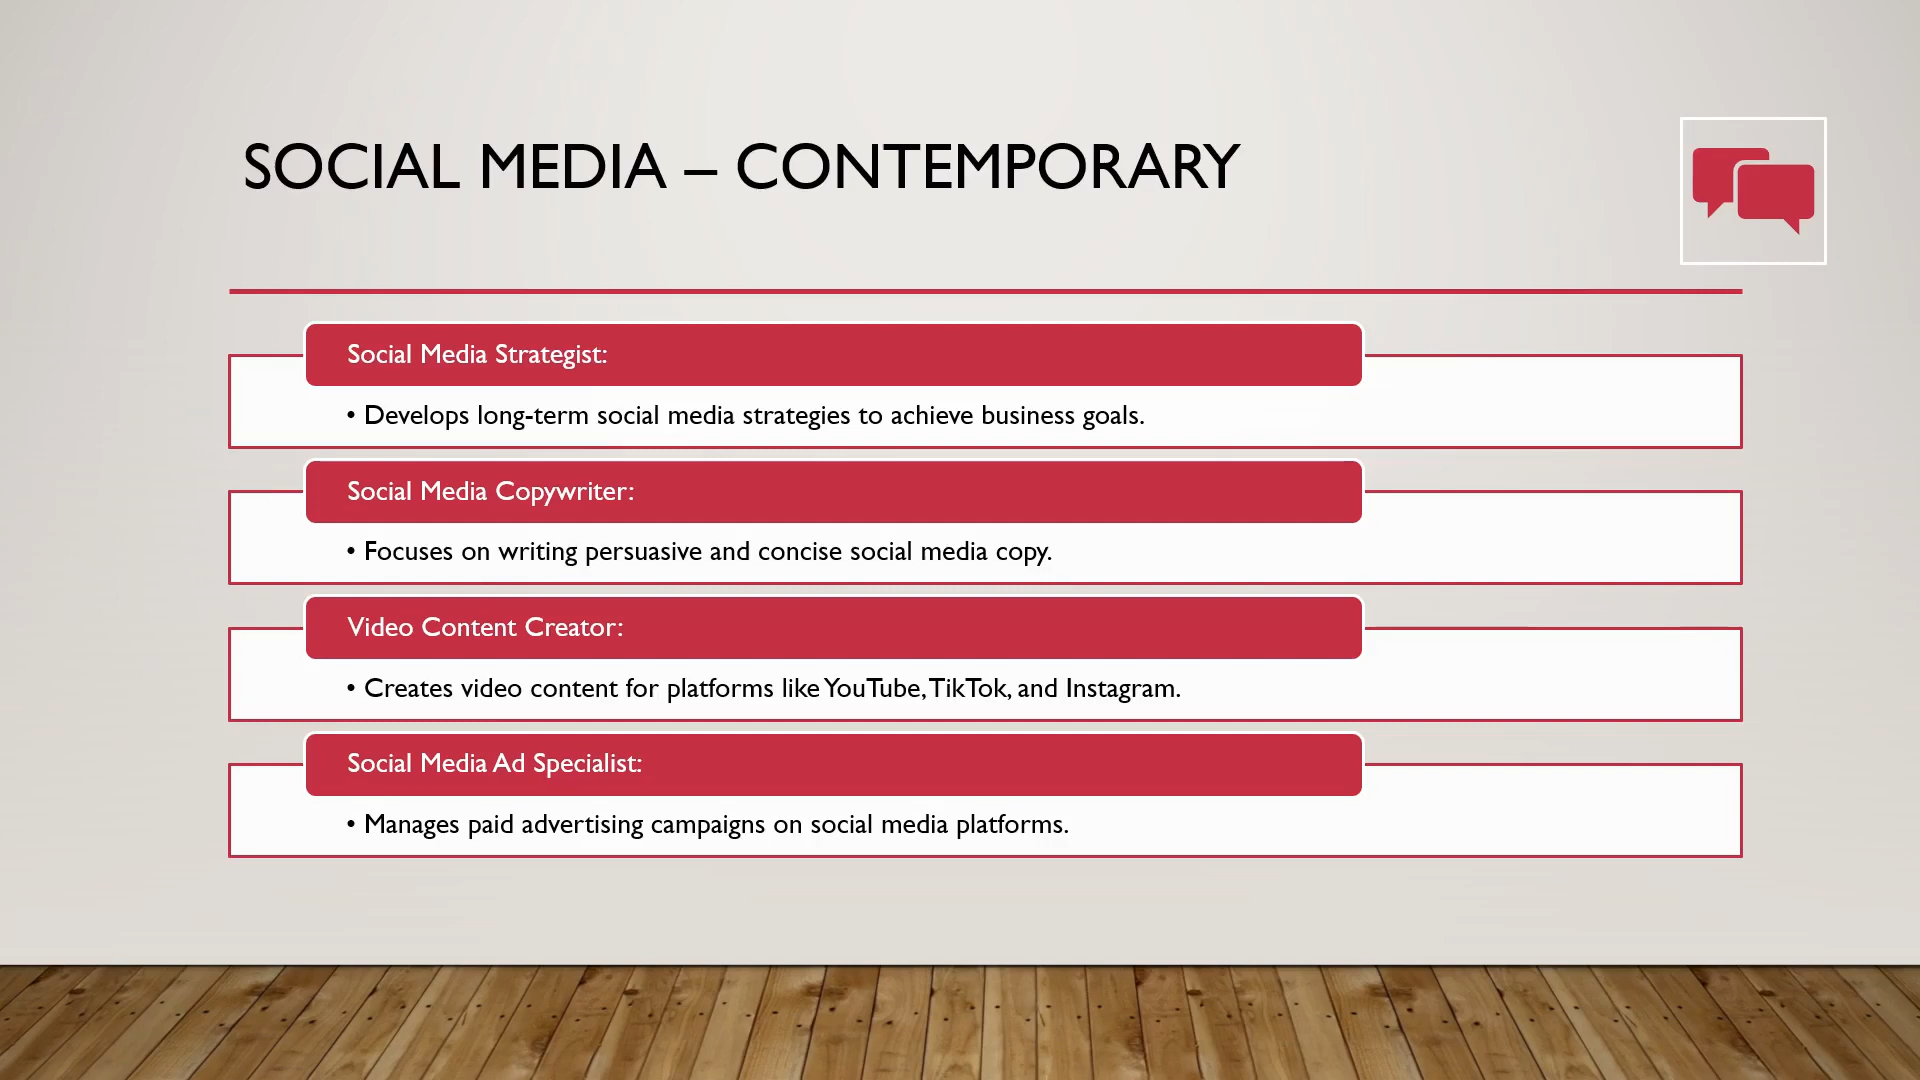 SOCIAL MEDIA – CONTEMPORARY
Social Media Strategist:
• Develops long-term social media strategies to achieve business goals.
Social Media Copywriter:
• Focuses on writing persuasive and concise social media copy.
Video Content Creator:
• Creates video content for platforms like YouTube, TikTok, and Instagram.
Social Media Ad Specialist:
• Manages paid advertising campaigns on social media platforms.